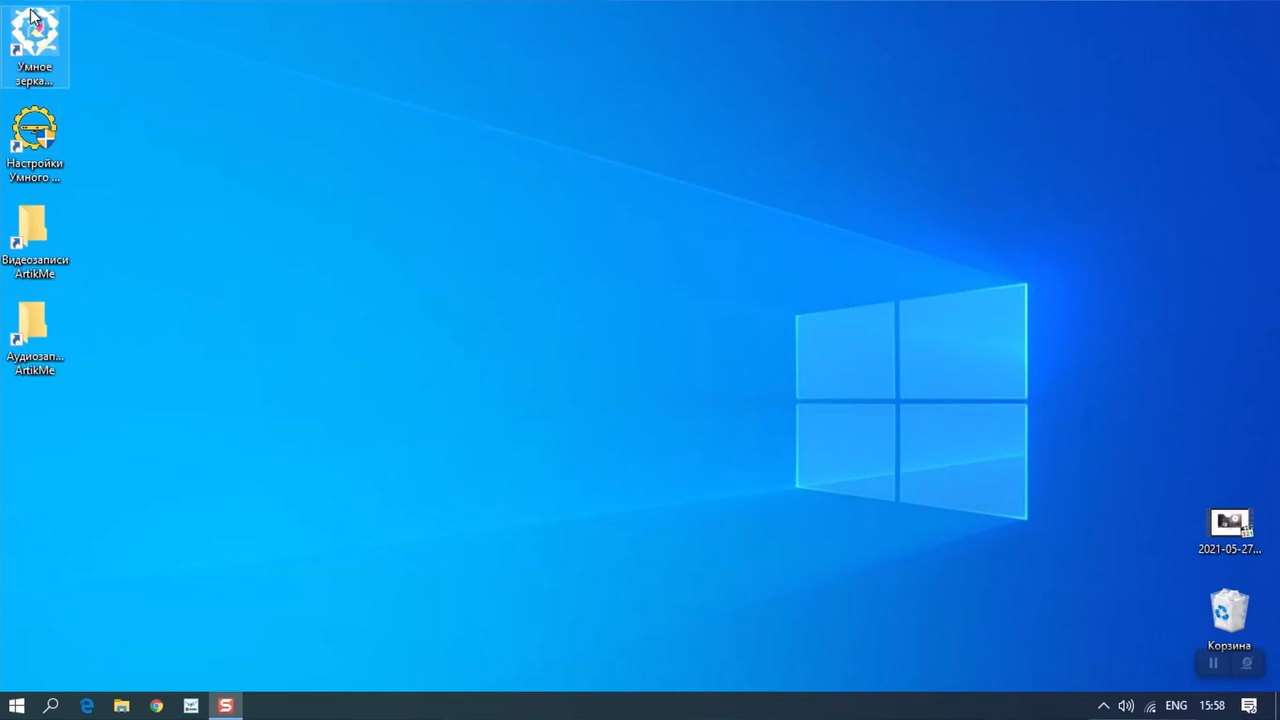 Умное
зерка...
Настройки
Умного ...
Видеозаписи
ArtikMe
Аудиозап...
ArtikMe
2021-05-27...
Корзина
ENG
15:58